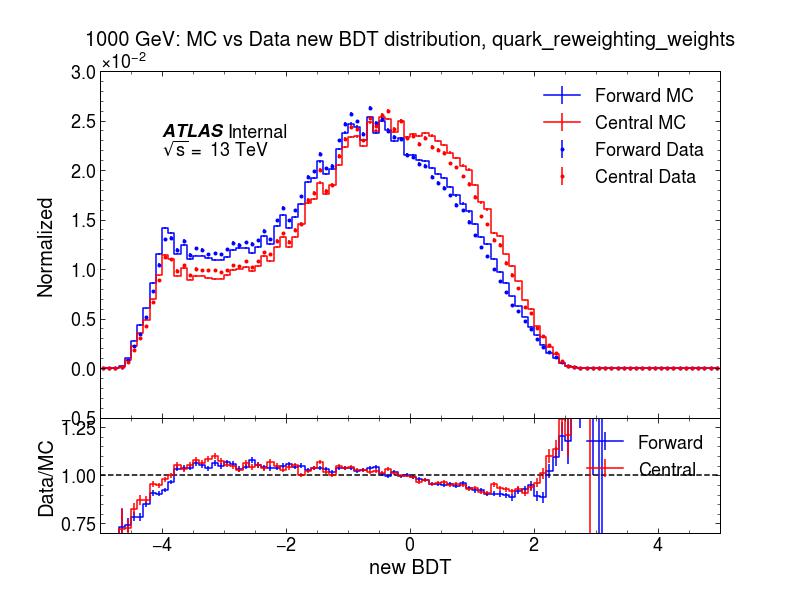 1000 GeV: MC vs Data new BDT distribution, quark_reweighting_weights
×10⁻²
3.0
2.5
2.0
1.5
1.0
0.5
0.0
−0.5
Normalized
ATLAS Internal
√s = 13 TeV
Forward MC
Central MC
Forward Data
Central Data
1.25
1.00
0.75
Data/MC
Forward
Central
−4
−2
0
2
4
new BDT